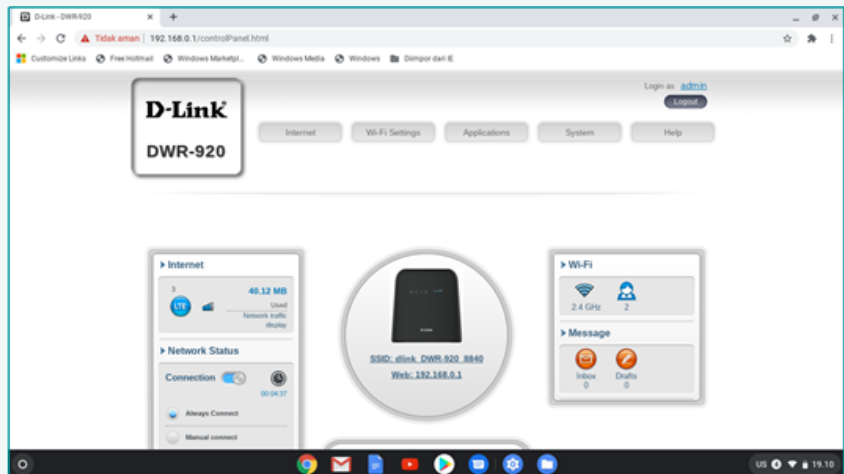 D-Link - DWR-920
Tidak aman | 192.168.0.1/controlPanel.html
Customize Links Free Hotmail Windows Marketpl... Windows Media Windows Diimpor dari IE
Login as admin
Logout
D-Link
DWR-920
Internet Wi-Fi Settings Applications System Help
Internet
3
LTE
40.12 MB
Used
Network traffic
display
Network Status
Connection
00:04:37
Always Connect
Manual connect
D-Link
SSID: dlink_DWR-920_8840
Web: 192.168.0.1
Wi-Fi
2.4 GHz 2
Message
Inbox Drafts
0 0
US 19.10